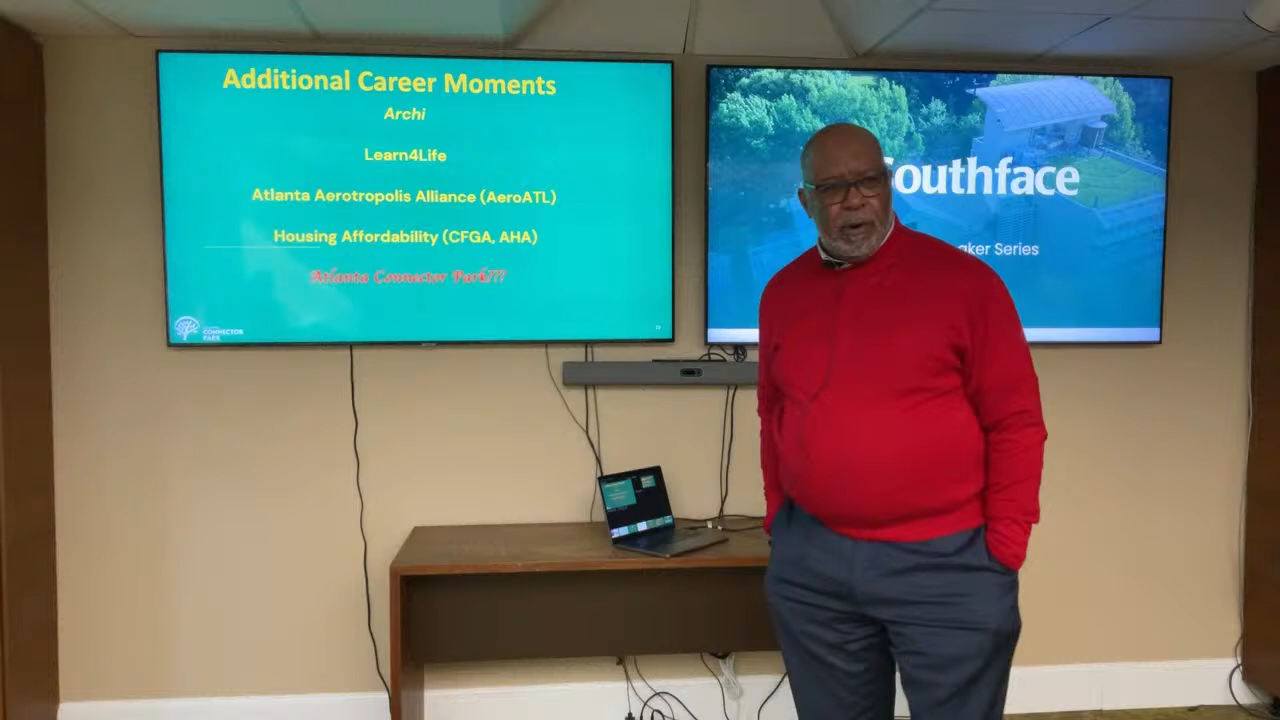 Additional Career Moments
Archi
Learn4Life
Atlanta Aerotropolis Alliance (AeroATL)
Housing Affordability (CFGA, AHA)
Atlanta Connector Park???
CONNECTOR
PARK
outhface
aker Series